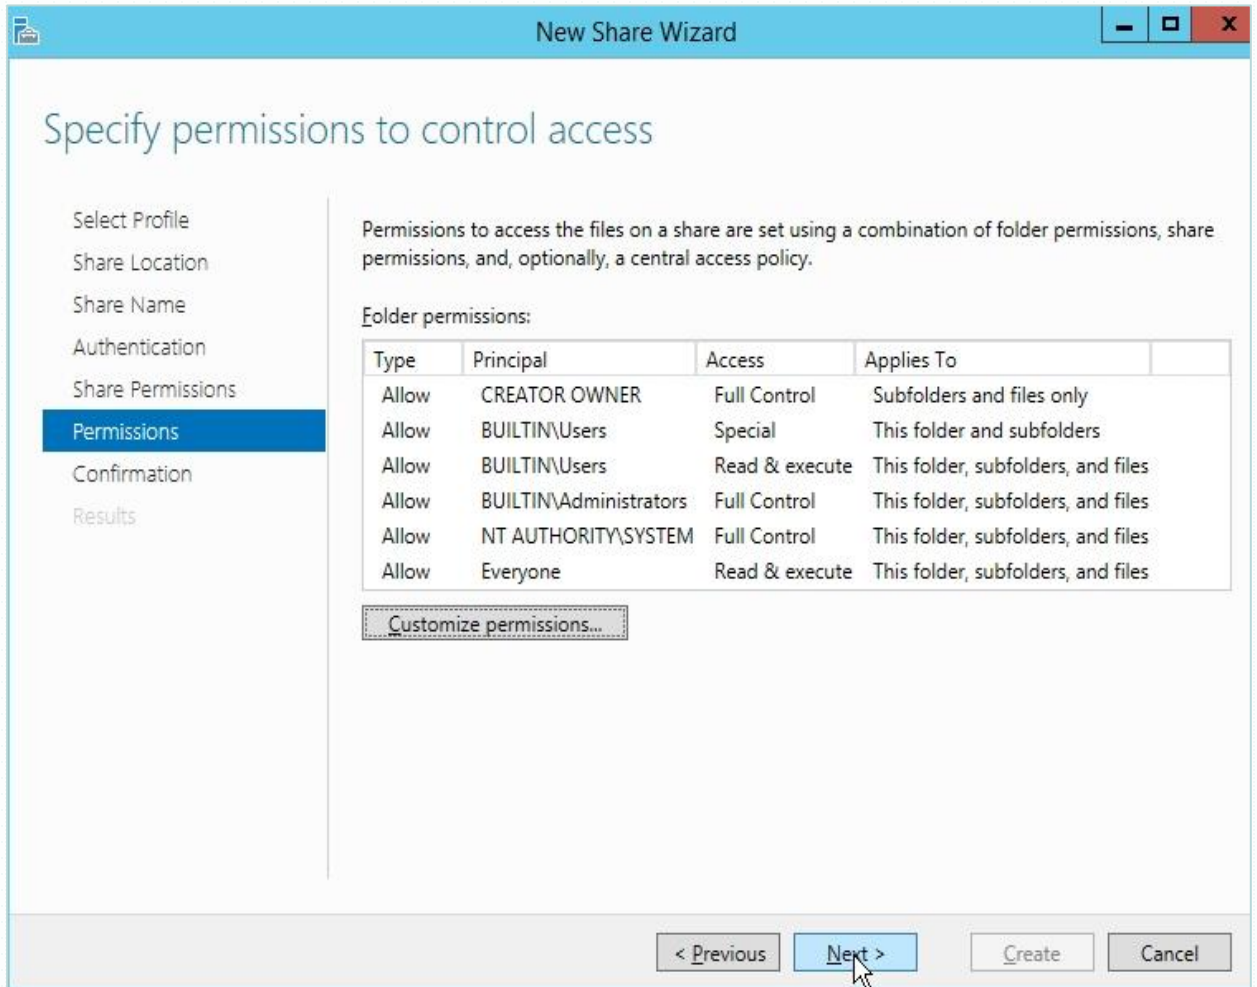 New Share Wizard
Specify permissions to control access
Select Profile
Share Location
Share Name
Authentication
Share Permissions
Permissions
Confirmation
Results
Permissions to access the files on a share are set using a combination of folder permissions, share
permissions, and, optionally, a central access policy.
Folder permissions:
Type Principal Access Applies To
Allow CREATOR OWNER Full Control Subfolders and files only
Allow BUILTIN\Users Special This folder and subfolders
Allow BUILTIN\Users Read & execute This folder, subfolders, and files
Allow BUILTIN\Administrators Full Control This folder, subfolders, and files
Allow NT AUTHORITY\SYSTEM Full Control This folder, subfolders, and files
Allow Everyone Read & execute This folder, subfolders, and files
Customize permissions...
< Previous Next > Create Cancel